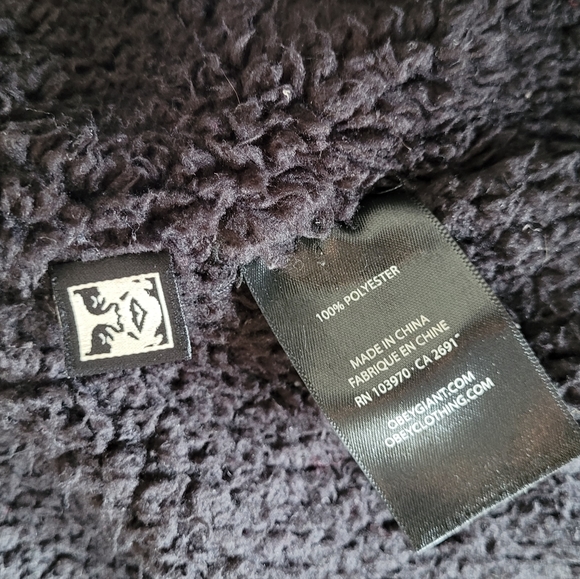 100% POLYESTER
MADE IN CHINA
FABRIQUE EN CHINE
RN 103970 · CA 2691
OBEYGIANT.COM
OBEYCLOTHING.COM